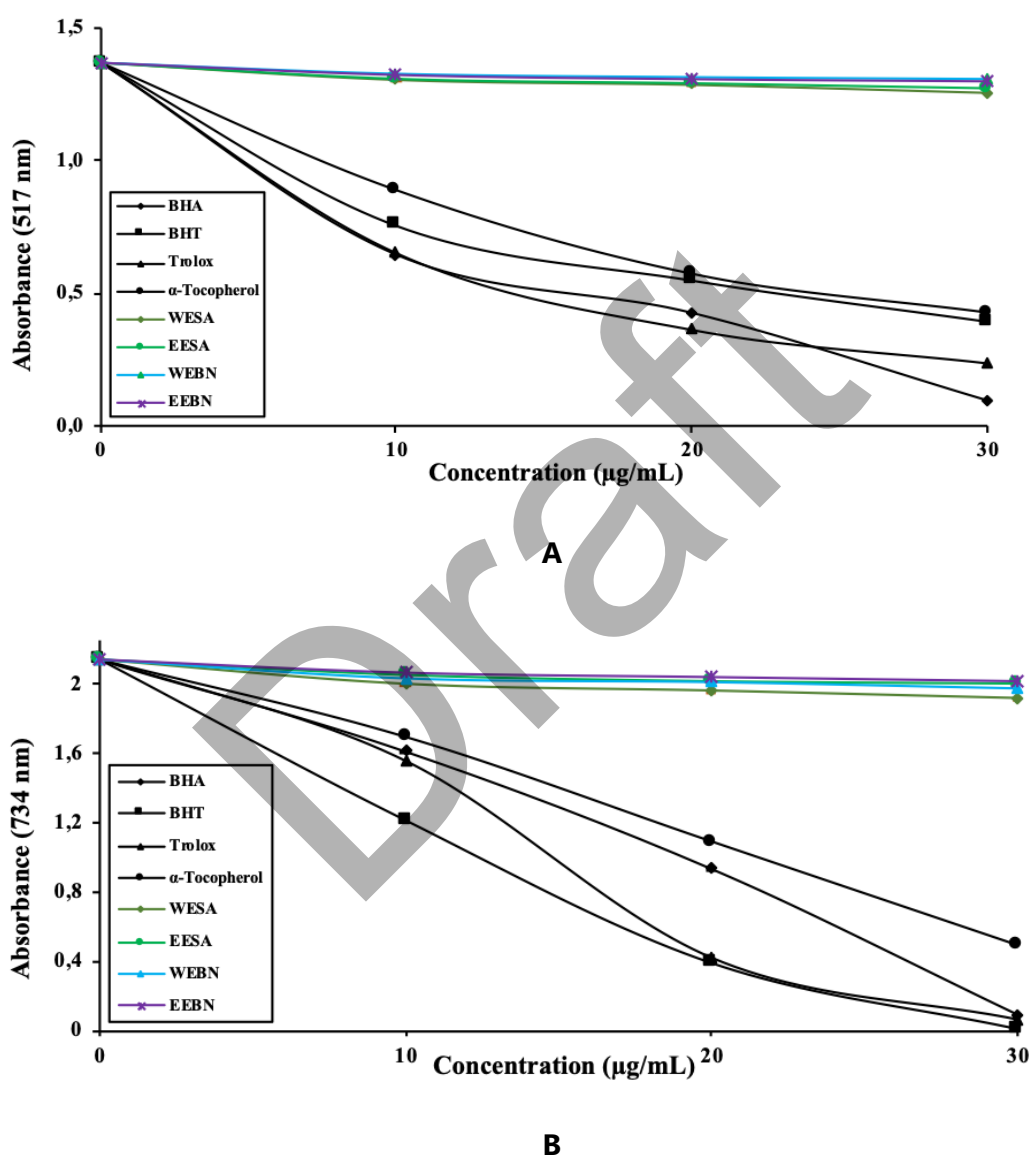 1,5
1,0
0,5
0,0
Absorbance (517 nm)
BHA
BHT
Trolox
α-Tocopherol
WESA
EESA
WEBN
EEBN
0 10 20 30
Concentration (µg/mL)
A
Draft
2
1,6
1,2
0,8
0,4
0
Absorbance (734 nm)
BHA
BHT
Trolox
α-Tocopherol
WESA
EESA
WEBN
EEBN
0 10 20 30
Concentration (µg/mL)
B